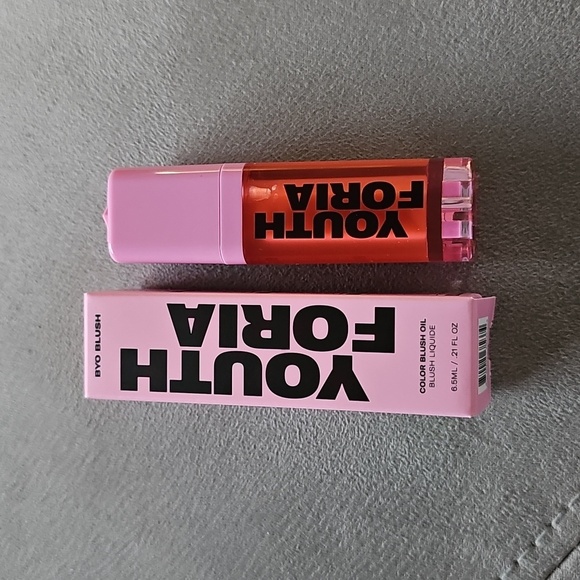 YOUTH
FORIA
BYO BLUSH
YOUTH
FORIA
COLOR BLUSH OIL
BLUSH LIQUIDE
6.5ML / .21 FL OZ